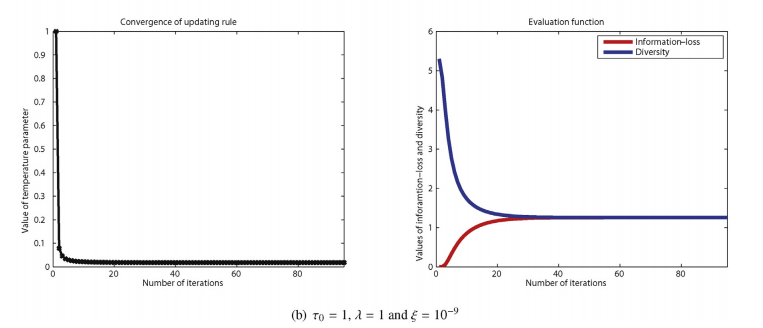 Convergence of updating rule
Value of temperature parameter
1
0.9
0.8
0.7
0.6
0.5
0.4
0.3
0.2
0.1
0
0 20 40 60 80
Number of iterations
Evaluation function
Values of inforamtion–loss and diversity
6
5
4
3
2
1
0
Information–loss
Diversity
0 20 40 60 80
Number of iterations
(b) τ₀ = 1, λ = 1 and ξ = 10⁻⁹